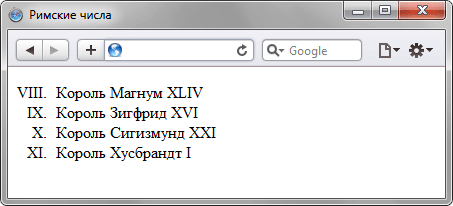 Римские числа
Google
VIII. Король Магнум XLIV
IX. Король Зигфрид XVI
X. Король Сигизмунд XXI
XI. Король Хусбрандт I